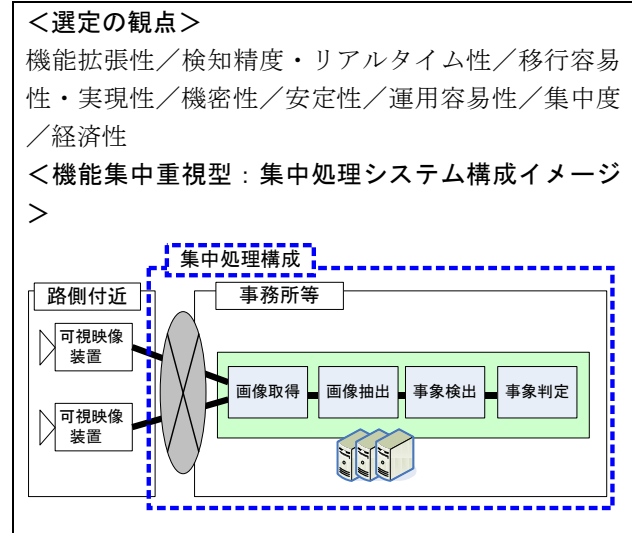 ＜選定の観点＞
機能拡張性／検知精度・リアルタイム性／移行容易
性・実現性／機密性／安定性／運用容易性／集中度
／経済性
＜機能集中重視型：集中処理システム構成イメージ
＞
集中処理構成
路側付近
事務所等
可視映像
装置
画像取得
画像抽出
事象検出
事象判定
可視映像
装置